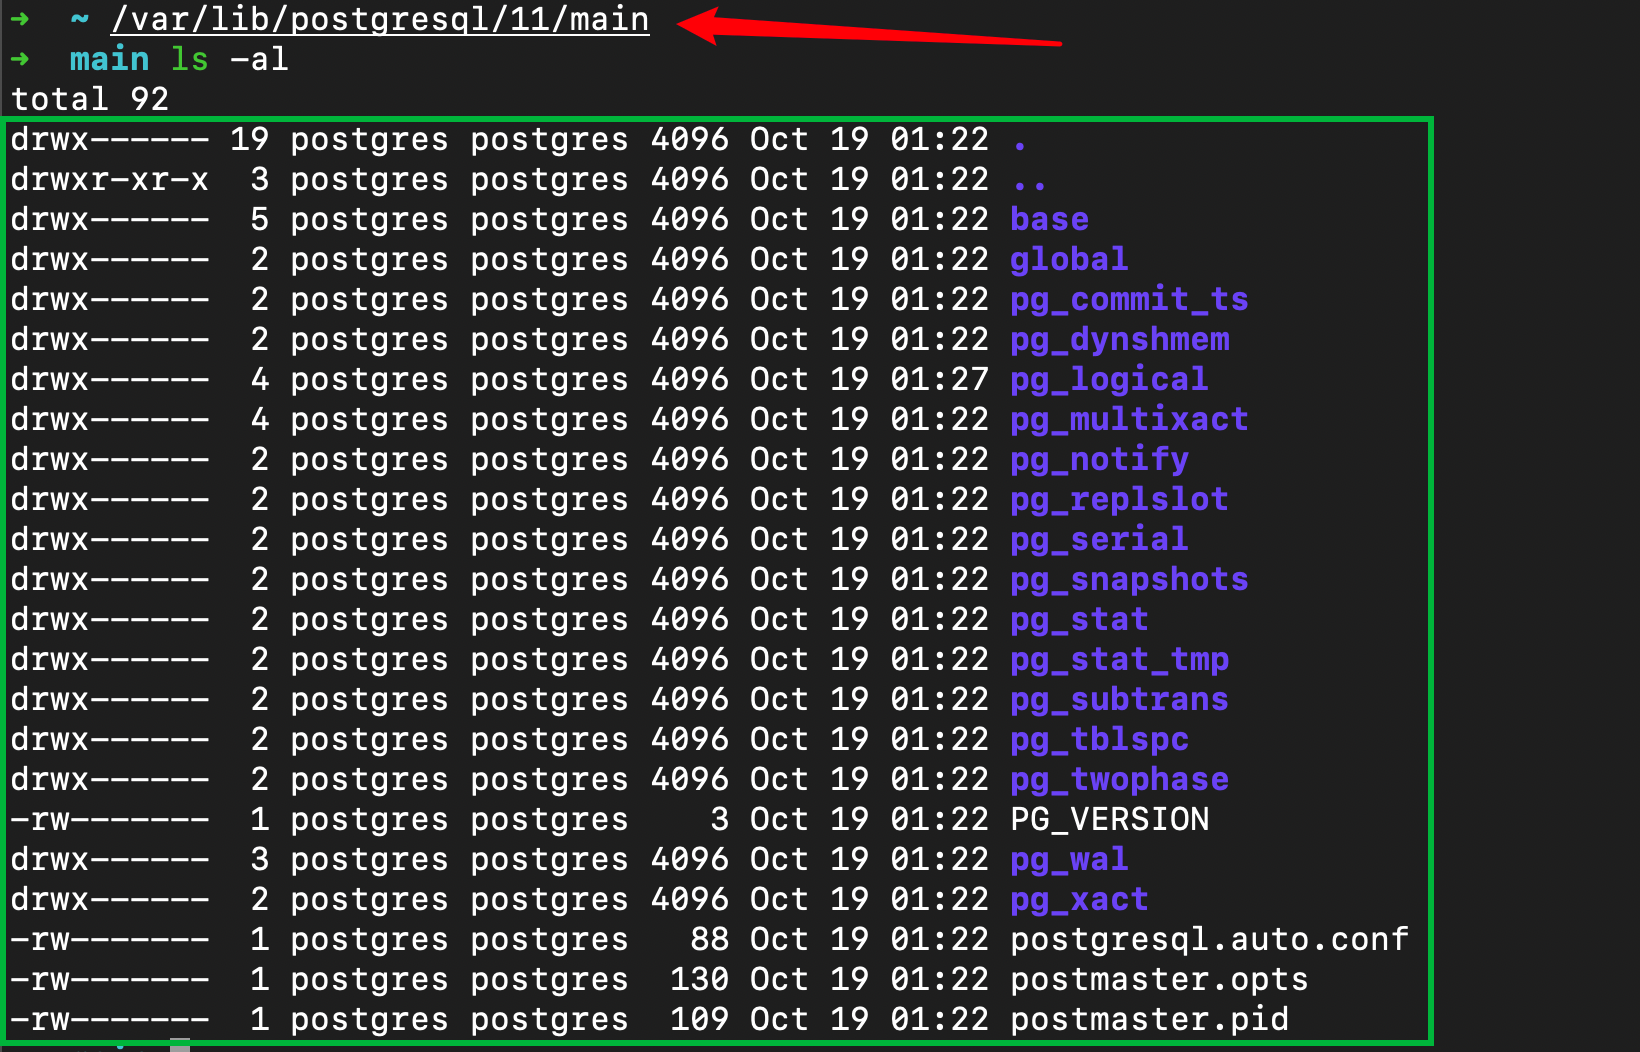 ➜ ~ /var/lib/postgresql/11/main
➜ main ls -al
total 92
drwx------ 19 postgres postgres 4096 Oct 19 01:22 .
drwxr-xr-x  3 postgres postgres 4096 Oct 19 01:22 ..
drwx------  5 postgres postgres 4096 Oct 19 01:22 base
drwx------  2 postgres postgres 4096 Oct 19 01:22 global
drwx------  2 postgres postgres 4096 Oct 19 01:22 pg_commit_ts
drwx------  2 postgres postgres 4096 Oct 19 01:22 pg_dynshmem
drwx------  4 postgres postgres 4096 Oct 19 01:27 pg_logical
drwx------  4 postgres postgres 4096 Oct 19 01:22 pg_multixact
drwx------  2 postgres postgres 4096 Oct 19 01:22 pg_notify
drwx------  2 postgres postgres 4096 Oct 19 01:22 pg_replslot
drwx------  2 postgres postgres 4096 Oct 19 01:22 pg_serial
drwx------  2 postgres postgres 4096 Oct 19 01:22 pg_snapshots
drwx------  2 postgres postgres 4096 Oct 19 01:22 pg_stat
drwx------  2 postgres postgres 4096 Oct 19 01:22 pg_stat_tmp
drwx------  2 postgres postgres 4096 Oct 19 01:22 pg_subtrans
drwx------  2 postgres postgres 4096 Oct 19 01:22 pg_tblspc
drwx------  2 postgres postgres 4096 Oct 19 01:22 pg_twophase
-rw-------  1 postgres postgres    3 Oct 19 01:22 PG_VERSION
drwx------  3 postgres postgres 4096 Oct 19 01:22 pg_wal
drwx------  2 postgres postgres 4096 Oct 19 01:22 pg_xact
-rw-------  1 postgres postgres   88 Oct 19 01:22 postgresql.auto.conf
-rw-------  1 postgres postgres  130 Oct 19 01:22 postmaster.opts
-rw-------  1 postgres postgres  109 Oct 19 01:22 postmaster.pid